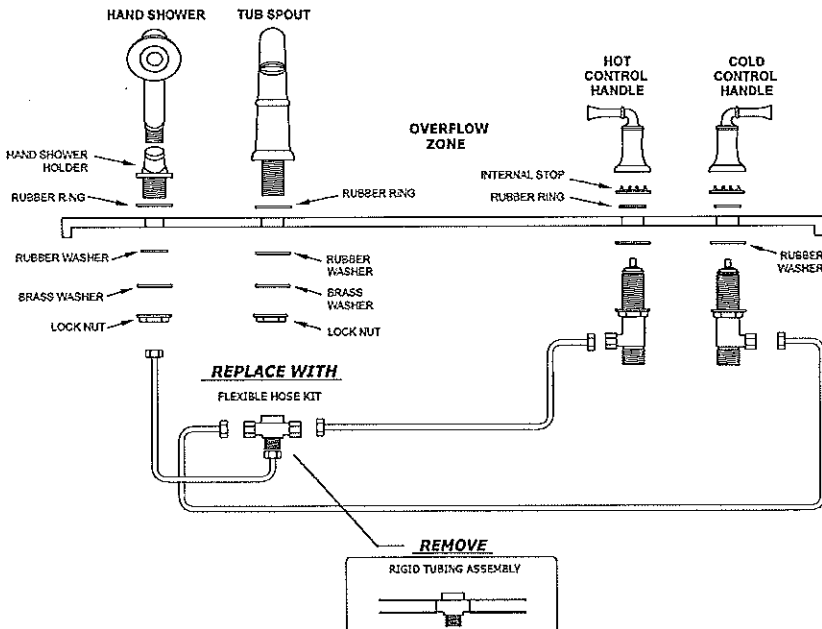 HAND SHOWER
TUB SPOUT
HOT
CONTROL
HANDLE
COLD
CONTROL
HANDLE
OVERFLOW
ZONE
HAND SHOWER
HOLDER
INTERNAL STOP
RUBBER RING
RUBBER RING
RUBBER RING
RUBBER WASHER
RUBBER
WASHER
RUBBER
WASHER
BRASS WASHER
BRASS
WASHER
LOCK NUT
LOCK NUT
REPLACE WITH
FLEXIBLE HOSE KIT
REMOVE
RIGID TUBING ASSEMBLY